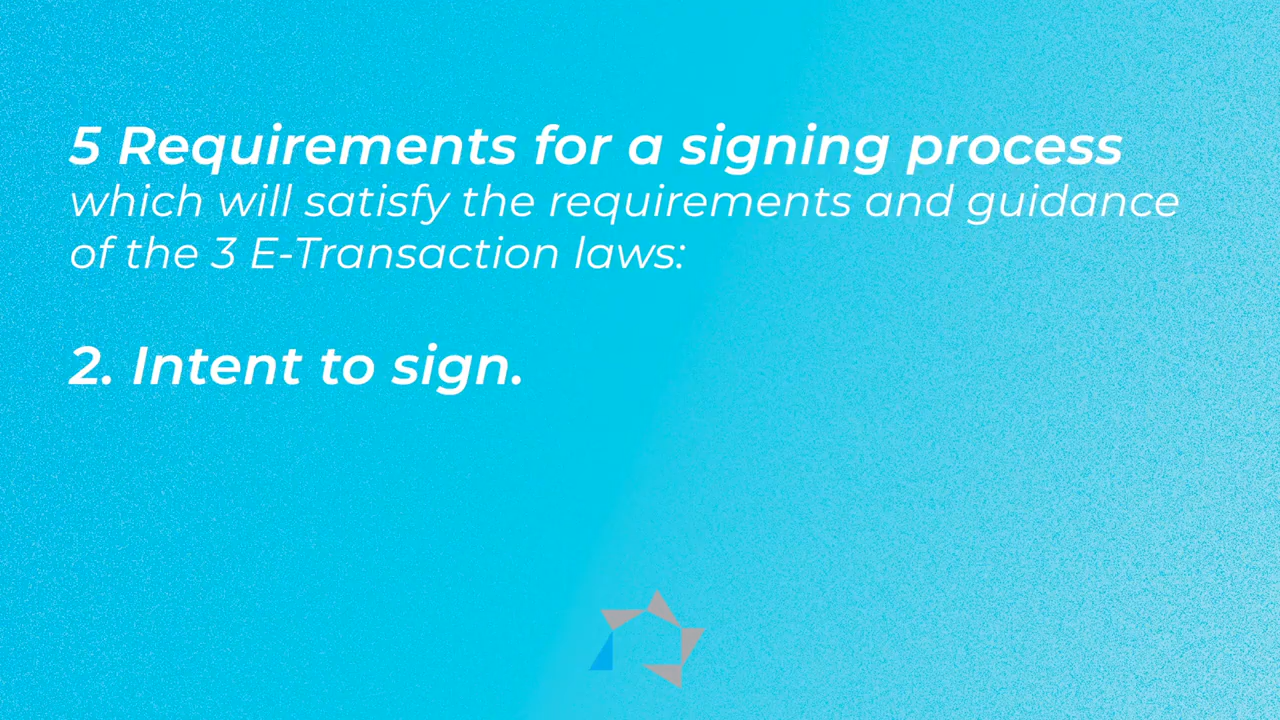 5 Requirements for a signing process
which will satisfy the requirements and guidance
of the 3 E-Transaction laws:
2. Intent to sign.